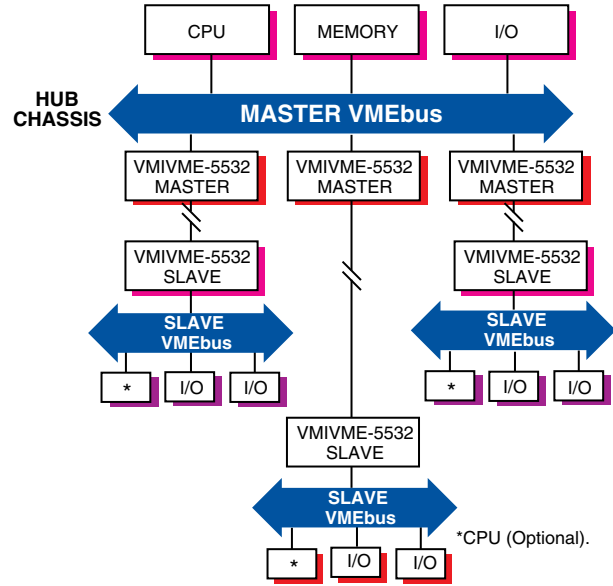 CPU
MEMORY
I/O
HUB
CHASSIS
MASTER VMEbus
VMIVME-5532
MASTER
VMIVME-5532
MASTER
VMIVME-5532
MASTER
VMIVME-5532
SLAVE
VMIVME-5532
SLAVE
SLAVE
VMEbus
SLAVE
VMEbus
*
I/O
I/O
*
I/O
I/O
VMIVME-5532
SLAVE
SLAVE
VMEbus
*CPU (Optional).
*
I/O
I/O